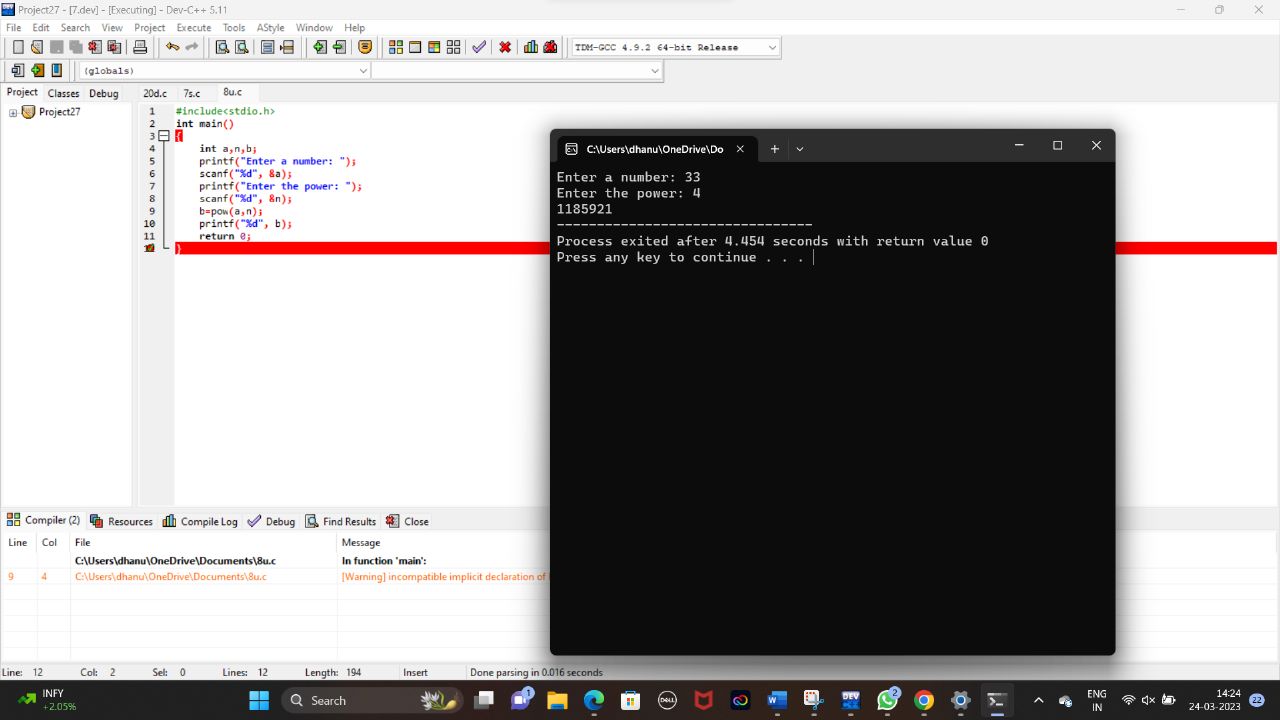 Project27 - [7.dev] - [Executing] - Dev-C++ 5.11
File Edit Search View Project Execute Tools AStyle Window Help
TDM-GCC 4.9.2 64-bit Release
(globals)
Project Classes Debug
20d.c 7s.c 8u.c
Project27
1 #include<stdio.h>
2 int main()
3 {
4 int a,n,b;
5 printf("Enter a number: ");
6 scanf("%d", &a);
7 printf("Enter the power: ");
8 scanf("%d", &n);
9 b=pow(a,n);
10 printf("%d", b);
11 return 0;
}
C:\Users\dhanu\OneDrive\Do
Enter a number: 33
Enter the power: 4
1185921
--------------------------------
Process exited after 4.454 seconds with return value 0
Press any key to continue . . .
Compiler (2) Resources Compile Log Debug Find Results Close
Line Col File Message
C:\Users\dhanu\OneDrive\Documents\8u.c In function 'main':
9 4 C:\Users\dhanu\OneDrive\Documents\8u.c [Warning] incompatible implicit declaration of
Line: 12 Col: 2 Sel: 0 Lines: 12 Length: 194 Insert Done parsing in 0.016 seconds
INFY
+2.05%
Search
DELL
DEV
1
2
ENG
IN
14:24
24-03-2023
22